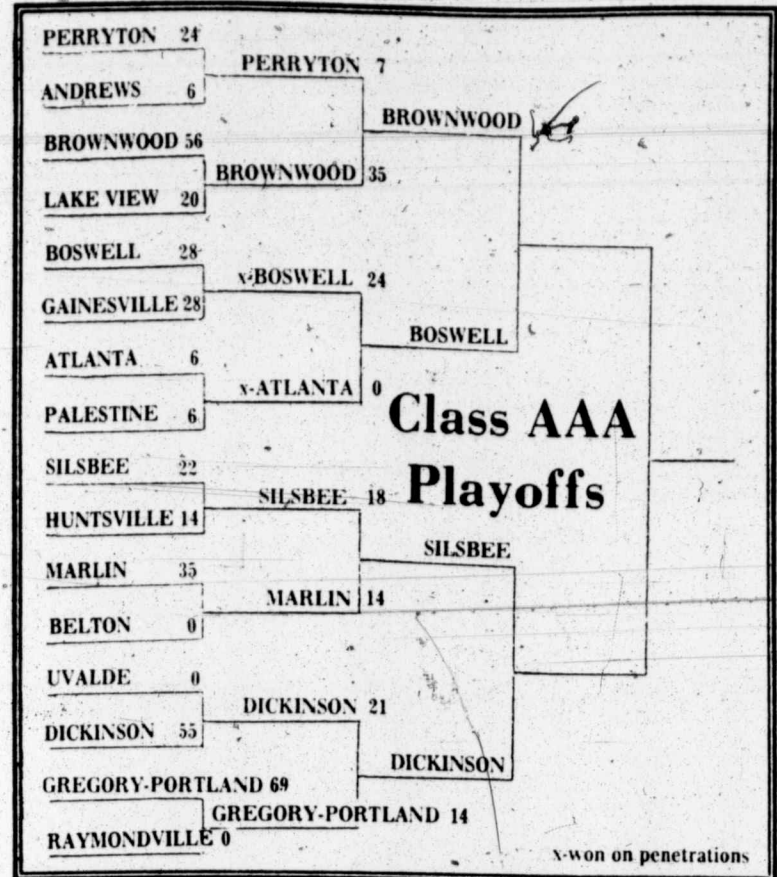 PERRYTON 24
PERRYTON 7
ANDREWS 6
BROWNWOOD
BROWNWOOD 56
BROWNWOOD 35
LAKE VIEW 20
BOSWELL 28
x-BOSWELL 24
GAINESVILLE 28
BOSWELL
ATLANTA 6
x-ATLANTA 0
PALESTINE 6
Class AAA
Playoffs
SILSBEE 22
SILSBEE 18
HUNTSVILLE 14
SILSBEE
MARLIN 35
MARLIN 14
BELTON 0
UVALDE 0
DICKINSON 21
DICKINSON 55
DICKINSON
GREGORY-PORTLAND 69
GREGORY-PORTLAND 14
RAYMONDVILLE 0
x-won on penetrations